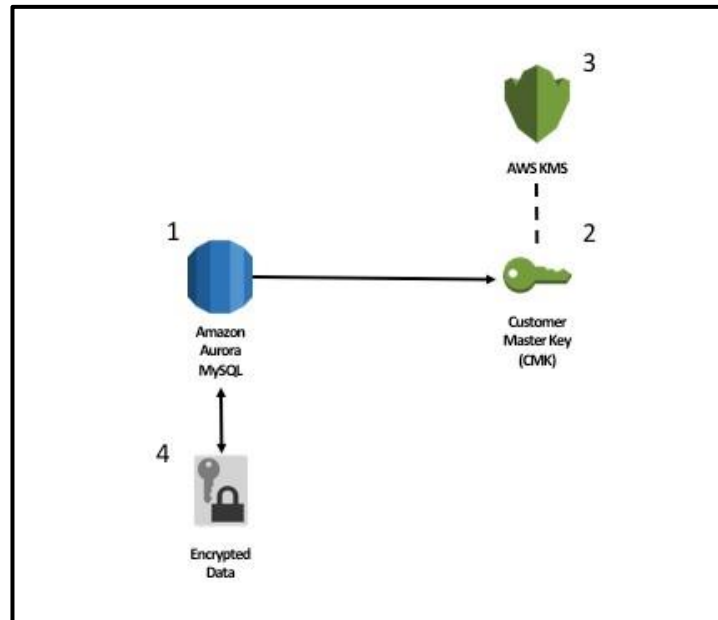 3
AWS KMS
2
1
Customer
Master Key
(CMK)
Amazon
Aurora
MySQL
4
Encrypted
Data